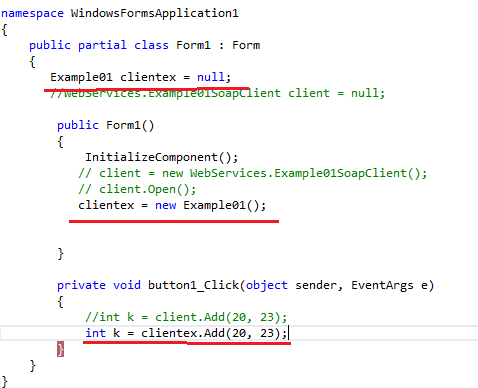 namespace WindowsFormsApplication1
{
public partial class Form1 : Form
{
Example01 clientex = null;
//WebServices.Example01SoapClient client = null;
public Form1()
{
InitializeComponent();
// client = new WebServices.Example01SoapClient();
// client.Open();
clientex = new Example01();
}
private void button1_Click(object sender, EventArgs e)
{
//int k = client.Add(20, 23);
int k = clientex.Add(20, 23);
}
}
}